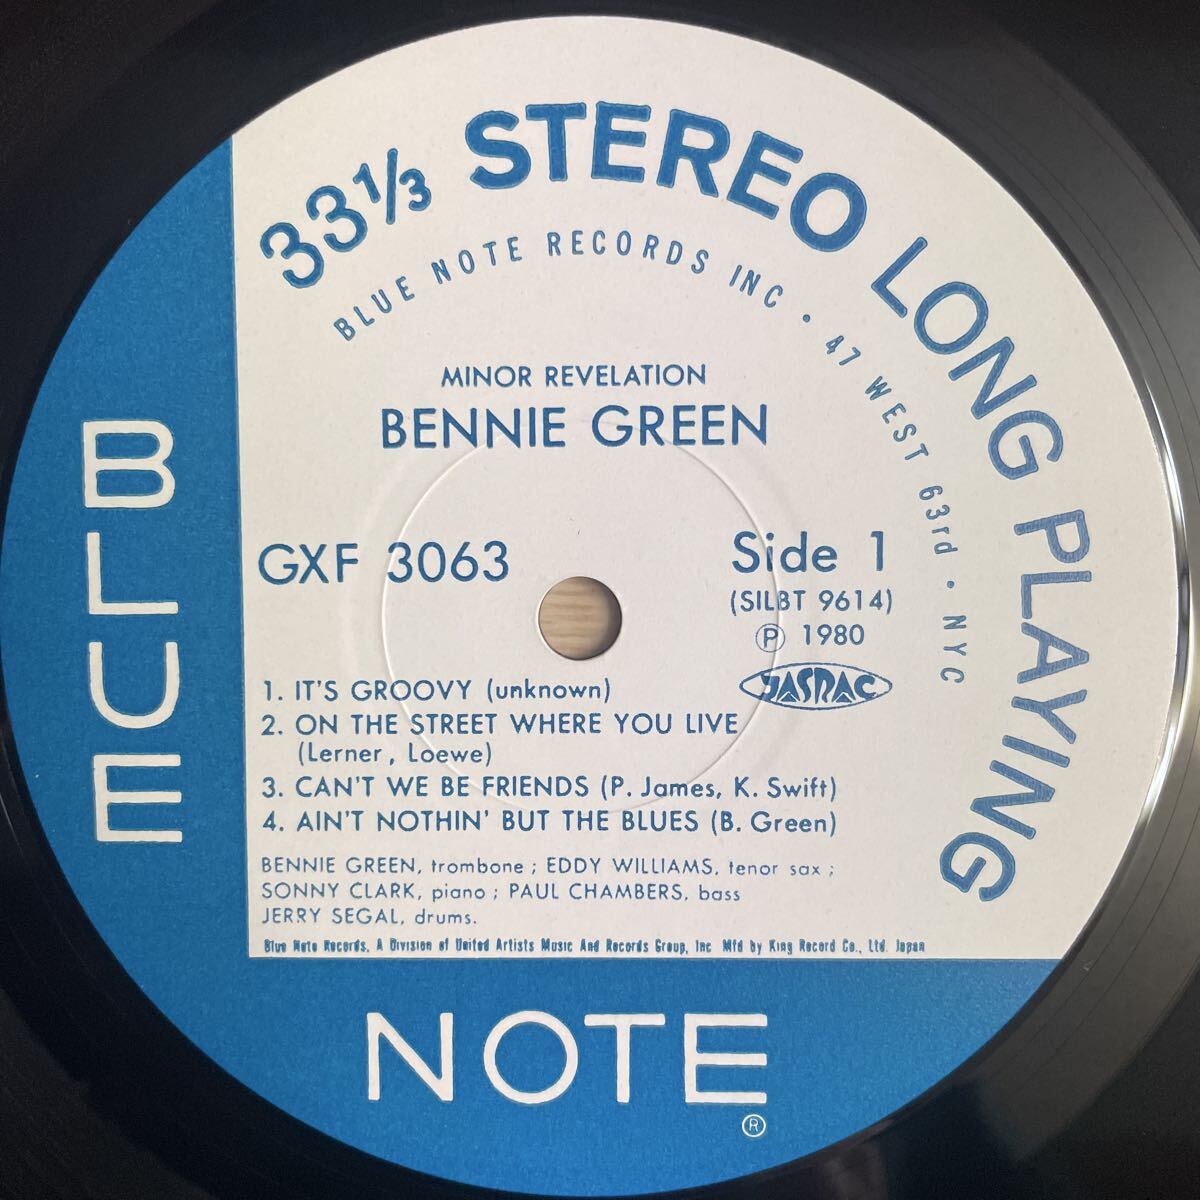 33⅓ STEREO LONG PLAYING
BLUE NOTE RECORDS INC • 47 WEST 63rd • NYC
MINOR REVELATION
BENNIE GREEN
GXF 3063
Side 1
(SILBT 9614)
Ⓟ 1980
JASRAC
1. IT'S GROOVY (unknown)
2. ON THE STREET WHERE YOU LIVE
(Lerner, Loewe)
3. CAN'T WE BE FRIENDS (P. James, K. Swift)
4. AIN'T NOTHIN' BUT THE BLUES (B. Green)
BENNIE GREEN, trombone ; EDDY WILLIAMS, tenor sax ;
SONNY CLARK, piano ; PAUL CHAMBERS, bass
JERRY SEGAL, drums.
Blue Note Records, A Division of United Artists Music And Records Group, Inc Mfd by King Record Co., Ltd. Japan
BLUE
NOTE
®